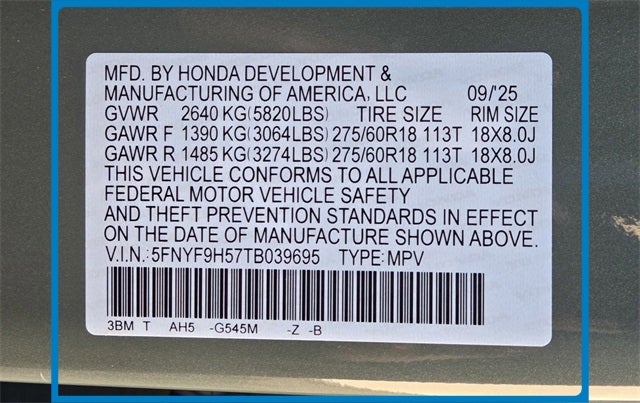 MFD. BY HONDA DEVELOPMENT &
MANUFACTURING OF AMERICA, LLC 09/'25
GVWR 2640 KG(5820LBS) TIRE SIZE RIM SIZE
GAWR F 1390 KG(3064LBS) 275/60R18 113T 18X8.0J
GAWR R 1485 KG(3274LBS) 275/60R18 113T 18X8.0J
THIS VEHICLE CONFORMS TO ALL APPLICABLE
FEDERAL MOTOR VEHICLE SAFETY
AND THEFT PREVENTION STANDARDS IN EFFECT
ON THE DATE OF MANUFACTURE SHOWN ABOVE.
V.I.N.:5FNYF9H57TB039695 TYPE:MPV
3BM T AH5 -G545M -Z -B